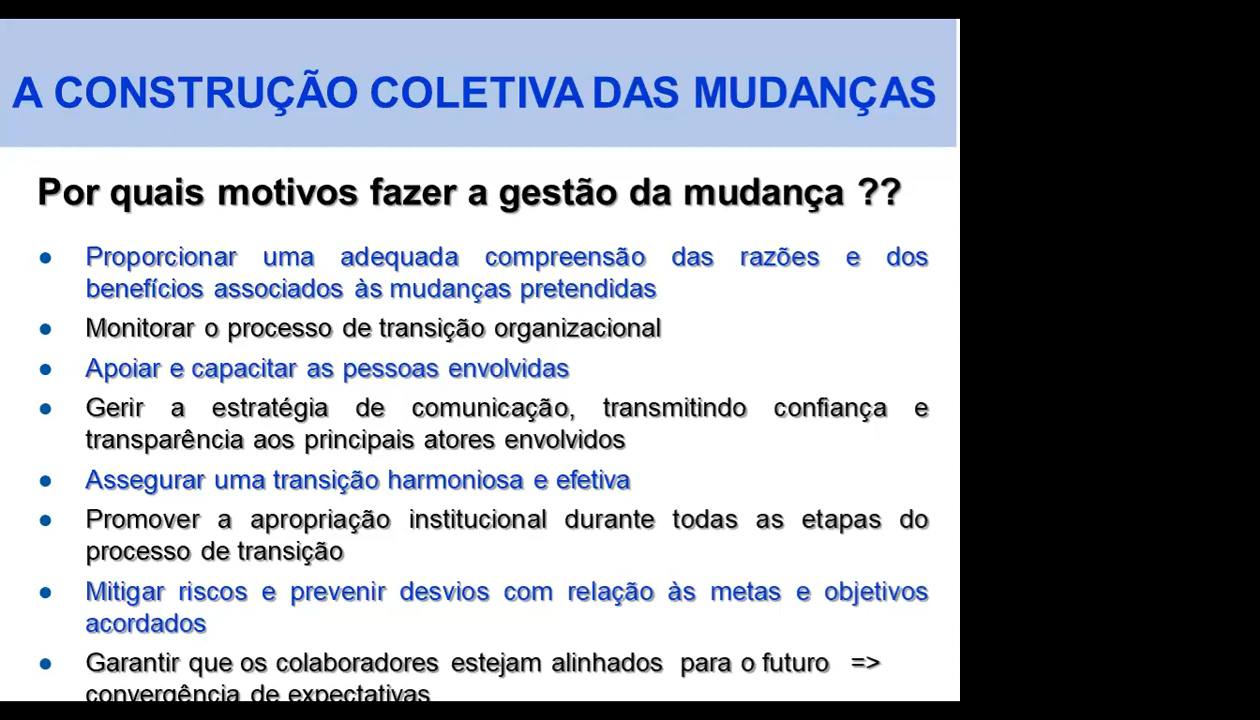 A CONSTRUÇÃO COLETIVA DAS MUDANÇAS
Por quais motivos fazer a gestão da mudança ??
● Proporcionar uma adequada compreensão das razões e dos
benefícios associados às mudanças pretendidas
● Monitorar o processo de transição organizacional
● Apoiar e capacitar as pessoas envolvidas
● Gerir a estratégia de comunicação, transmitindo confiança e
transparência aos principais atores envolvidos
● Assegurar uma transição harmoniosa e efetiva
● Promover a apropriação institucional durante todas as etapas do
processo de transição
● Mitigar riscos e prevenir desvios com relação às metas e objetivos
acordados
● Garantir que os colaboradores estejam alinhados para o futuro =>
convergência de expectativas